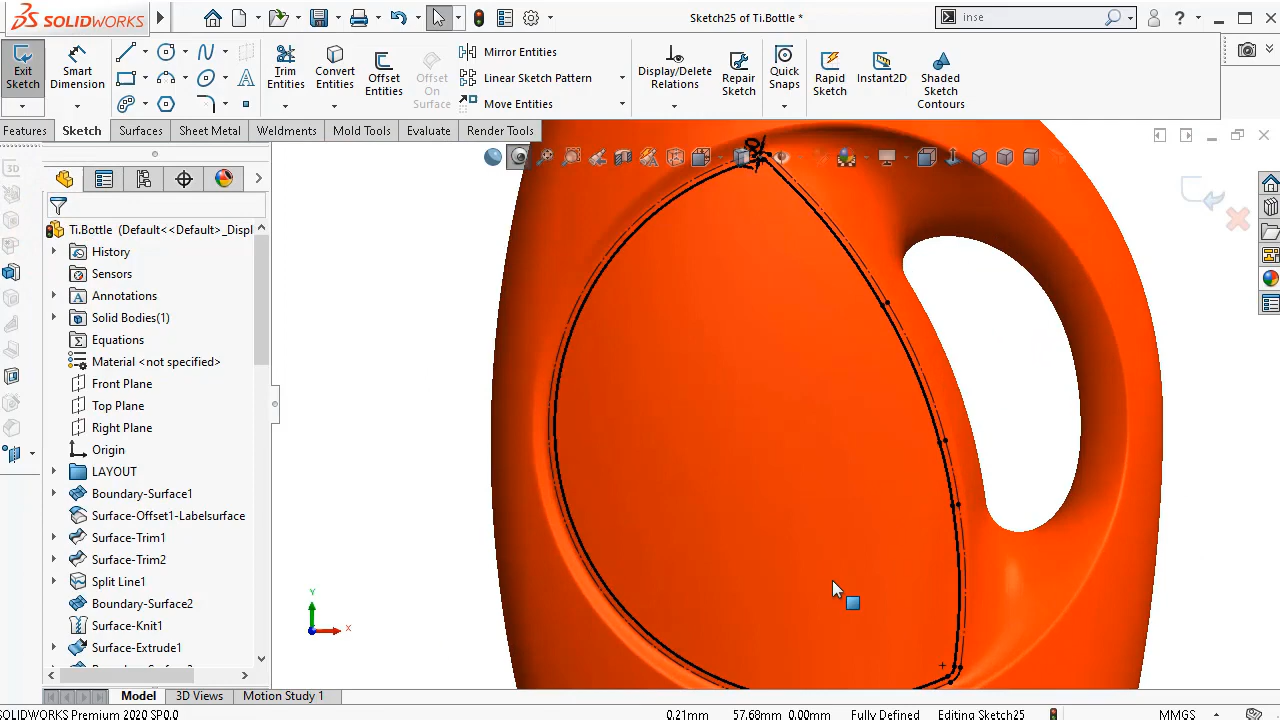 SOLIDWORKS
Sketch23 of Ti.Bottle *
inse
Exit Sketch
Smart Dimension
Trim Entities
Convert Entities
Offset Entities
Offset On Surface
Mirror Entities
Linear Sketch Pattern
Move Entities
Display/Delete Relations
Repair Sketch
Quick Snaps
Rapid Sketch
Instant2D
Shaded Sketch Contours
Features
Sketch
Surfaces
Sheet Metal
Weldments
Mold Tools
Evaluate
Render Tools
Ti.Bottle (Default<<Default>_Displ
History
Sensors
Annotations
Solid Bodies(1)
Equations
Material <not specified>
Front Plane
Top Plane
Right Plane
Origin
LAYOUT
Boundary-Surface1
Surface-Offset1-Labelsurface
Surface-Trim1
Surface-Trim2
Split Line1
Boundary-Surface2
Surface-Knit1
Surface-Extrude1
Y
X
Model
3D Views
Motion Study 1
SOLIDWORKS Premium 2020 SP0.0
0.21mm
57.68mm
0.00mm
Fully Defined
Editing Sketch25
MMGS